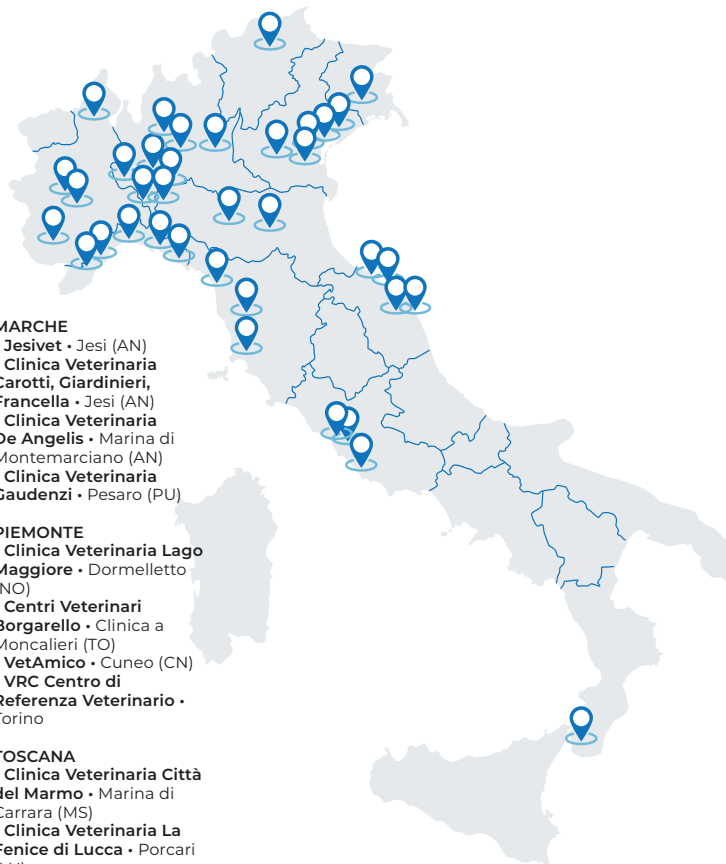 MARCHE
Jesivet • Jesi (AN)
Clinica Veterinaria
Carotti, Giardinieri,
Francella • Jesi (AN)
Clinica Veterinaria
De Angelis • Marina di
Montemarciano (AN)
Clinica Veterinaria
Gaudenzi • Pesaro (PU)
PIEMONTE
Clinica Veterinaria Lago
Maggiore • Dormelletto
(NO)
Centri Veterinari
Borgarello • Clinica a
Moncalieri (TO)
VetAmico • Cuneo (CN)
VRC Centro di
Referenza Veterinario •
Torino
TOSCANA
Clinica Veterinaria Città
del Marmo • Marina di
Carrara (MS)
Clinica Veterinaria La
Fenice di Lucca • Porcari